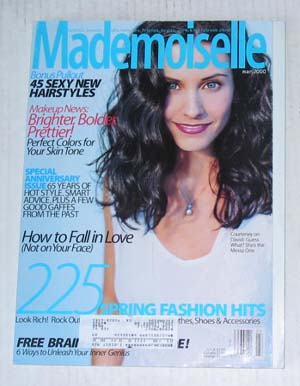 Mademoiselle
mar 2000
Bonus Pullout
45 SEXY NEW
HAIRSTYLES
Makeup News:
Brighter, Bolder,
Prettier!
Perfect Colors for
Your Skin Tone
SPECIAL
ANNIVERSARY
ISSUE 65 YEARS OF
HOT STYLE, SMART
ADVICE, PLUS A FEW
GOOD GAFFES
FROM THE PAST
Courteney on
David: Guess
What? She's the
Messy One
How to Fall in Love
(Not on Your Face)
225 SPRING FASHION HITS
Look Rich! Rock Out
thes, Shoes & Accessories
FREE BRAI
E!
6 Ways to Unleash Your Inner Genius